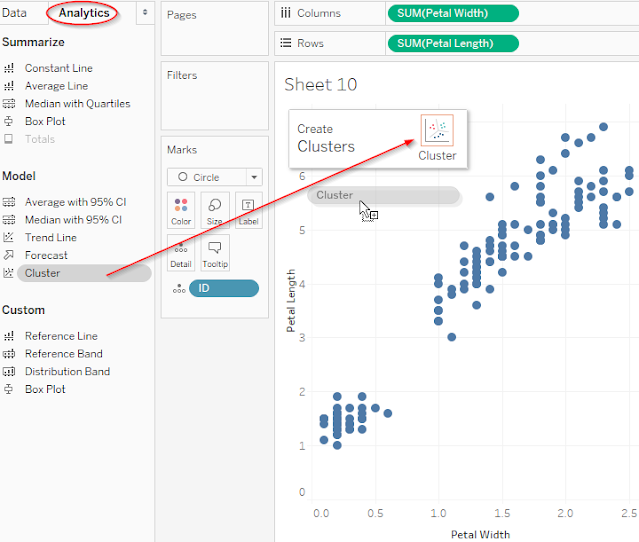 Data Analytics
Summarize
Constant Line
Average Line
Median with Quartiles
Box Plot
Totals
Model
Average with 95% CI
Median with 95% CI
Trend Line
Forecast
Cluster
Custom
Reference Line
Reference Band
Distribution Band
Box Plot
Pages
Filters
Marks
Circle
Color Size Label
Detail Tooltip
ID
Columns SUM(Petal Width)
Rows SUM(Petal Length)
Sheet 10
Create
Clusters
Cluster
Cluster
Petal Length
6
5
4
3
2
1
0
0.0 0.5 1.0 1.5 2.0 2.5
Petal Width